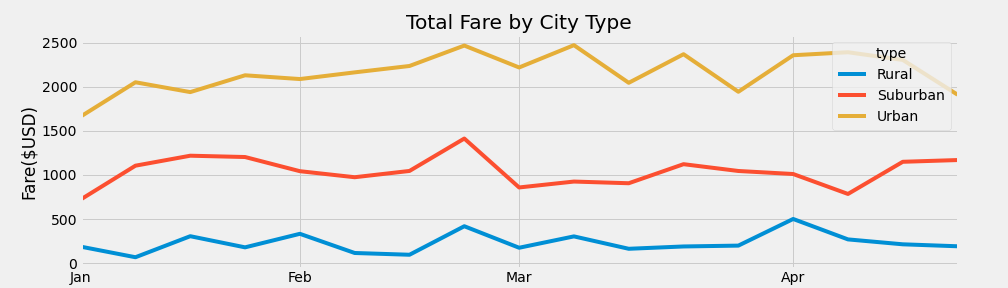 Total Fare by City Type
Fare($USD)
2500
2000
1500
1000
500
0
Jan Feb Mar Apr
type
Rural
Suburban
Urban